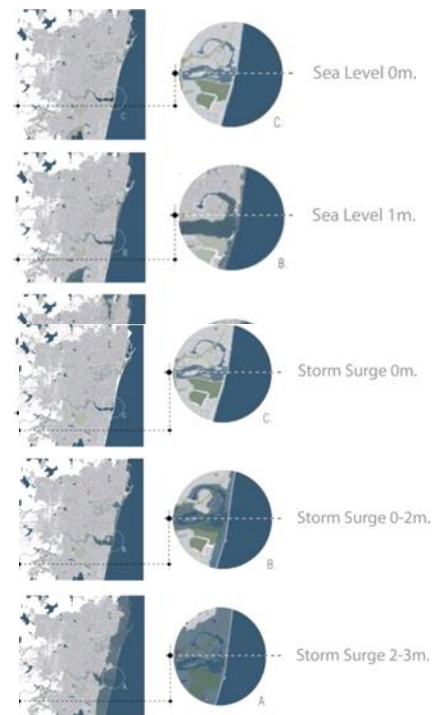 Sea Level 0m.
C.
Sea Level 1m.
B.
Storm Surge 0m.
C.
Storm Surge 0-2m.
B.
Storm Surge 2-3m.
A